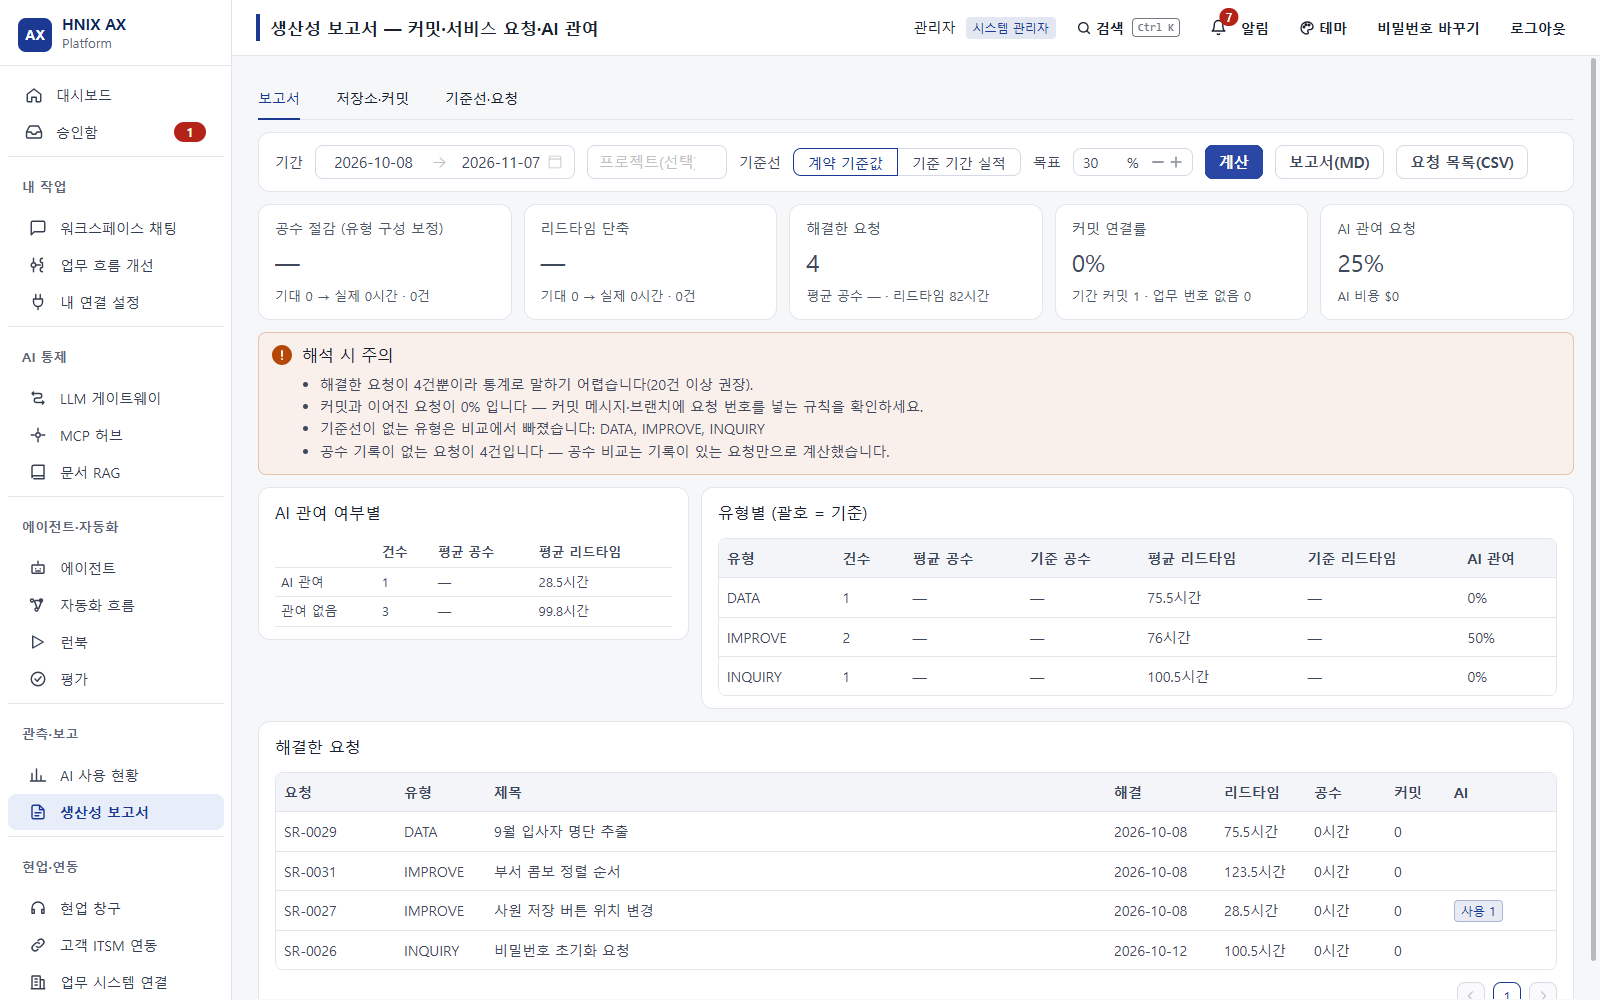 AX
HNIX AX
Platform
생산성 보고서 — 커밋·서비스 요청·AI 관여
관리자 시스템 관리자 검색 Ctrl K 7 알림 테마 비밀번호 바꾸기 로그아웃
대시보드
승인함 1
내 작업
워크스페이스 채팅
업무 흐름 개선
내 연결 설정
AI 통제
LLM 게이트웨이
MCP 허브
문서 RAG
에이전트·자동화
에이전트
자동화 흐름
런북
평가
관측·보고
AI 사용 현황
생산성 보고서
현업·연동
현업 창구
고객 ITSM 연동
업무 시스템 연결
보고서 저장소·커밋 기준선·요청
기간 2026-10-08 → 2026-11-07 프로젝트(선택) 기준선 계약 기준값 기준 기간 실적 목표 30 % 계산 보고서(MD) 요청 목록(CSV)
공수 절감 (유형 구성 보정)
—
기대 0 → 실제 0시간 · 0건
리드타임 단축
—
기대 0 → 실제 0시간 · 0건
해결한 요청
4
평균 공수 — · 리드타임 82시간
커밋 연결률
0%
기간 커밋 1 · 업무 번호 없음 0
AI 관여 요청
25%
AI 비용 $0
해석 시 주의
해결한 요청이 4건뿐이라 통계로 말하기 어렵습니다(20건 이상 권장).
커밋과 이어진 요청이 0% 입니다 — 커밋 메시지·브랜치에 요청 번호를 넣는 규칙을 확인하세요.
기준선이 없는 유형은 비교에서 빠졌습니다: DATA, IMPROVE, INQUIRY
공수 기록이 없는 요청이 4건입니다 — 공수 비교는 기록이 있는 요청만으로 계산했습니다.
AI 관여 여부별
건수 평균 공수 평균 리드타임
AI 관여 1 — 28.5시간
관여 없음 3 — 99.8시간
유형별 (괄호 = 기준)
유형 건수 평균 공수 기준 공수 평균 리드타임 기준 리드타임 AI 관여
DATA 1 — — 75.5시간 — 0%
IMPROVE 2 — — 76시간 — 50%
INQUIRY 1 — — 100.5시간 — 0%
해결한 요청
요청 유형 제목 해결 리드타임 공수 커밋 AI
SR-0029 DATA 9월 입사자 명단 추출 2026-10-08 75.5시간 0시간 0
SR-0031 IMPROVE 부서 콤보 정렬 순서 2026-10-08 123.5시간 0시간 0
SR-0027 IMPROVE 사원 저장 버튼 위치 변경 2026-10-08 28.5시간 0시간 0 사용 1
SR-0026 INQUIRY 비밀번호 초기화 요청 2026-10-12 100.5시간 0시간 0
1